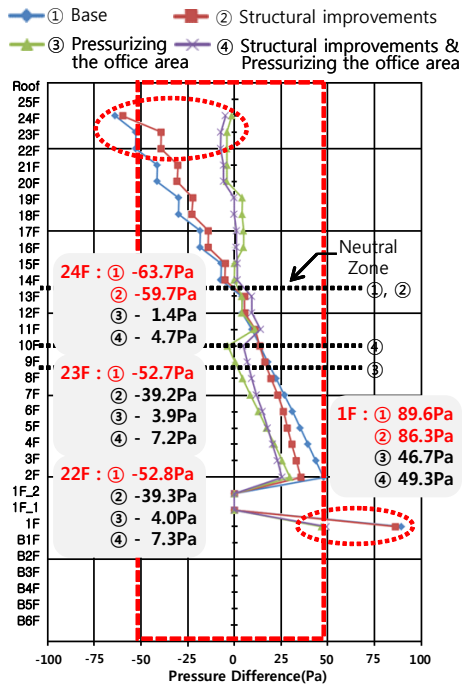 ① Base
② Structural improvements
③ Pressurizing the office area
④ Structural improvements & Pressurizing the office area
Roof
25F
24F
23F
22F
21F
20F
19F
18F
17F
16F
15F
14F
13F
12F
11F
10F
9F
8F
7F
6F
5F
4F
3F
2F
1F_2
1F_1
1F
B1F
B2F
B3F
B4F
B5F
B6F
Neutral Zone
①, ②
④
③
24F : ① -63.7Pa
② -59.7Pa
③ - 1.4Pa
④ - 4.7Pa
23F : ① -52.7Pa
② -39.2Pa
③ - 3.9Pa
④ - 7.2Pa
22F : ① -52.8Pa
② -39.3Pa
③ - 4.0Pa
④ - 7.3Pa
1F : ① 89.6Pa
② 86.3Pa
③ 46.7Pa
④ 49.3Pa
-100 -75 -50 -25 0 25 50 75 100
Pressure Difference(Pa)